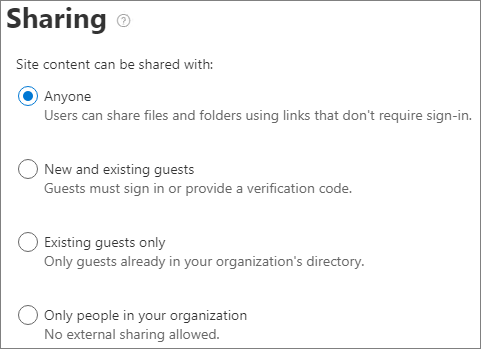 Sharing ?
Site content can be shared with:
Anyone
Users can share files and folders using links that don't require sign-in.
New and existing guests
Guests must sign in or provide a verification code.
Existing guests only
Only guests already in your organization's directory.
Only people in your organization
No external sharing allowed.